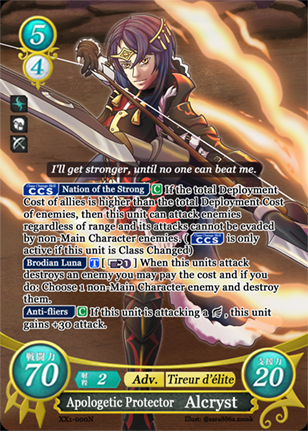 5
4
I'll get stronger, until no one can beat me.
CCS Nation of the Strong C If the total Deployment
Cost of allies is higher than the total Deployment Cost
of enemies, then this unit can attack enemies
regardless of range and its attacks cannot be evaded
by non-Main Character enemies. ( CCS is only
active if this unit is Class Changed)
Brodian Luna [ ] When this units attack
destroys an enemy you may pay the cost and if you
do: Choose 1 non-Main Character enemy and destroy
them.
Anti-fliers C If this unit is attacking a , this unit
gains +30 attack.
戦闘力
70
射程 2
Adv.
Tireur d'élite
支援力
20
Apologetic Protector Alcryst
XX1-000N